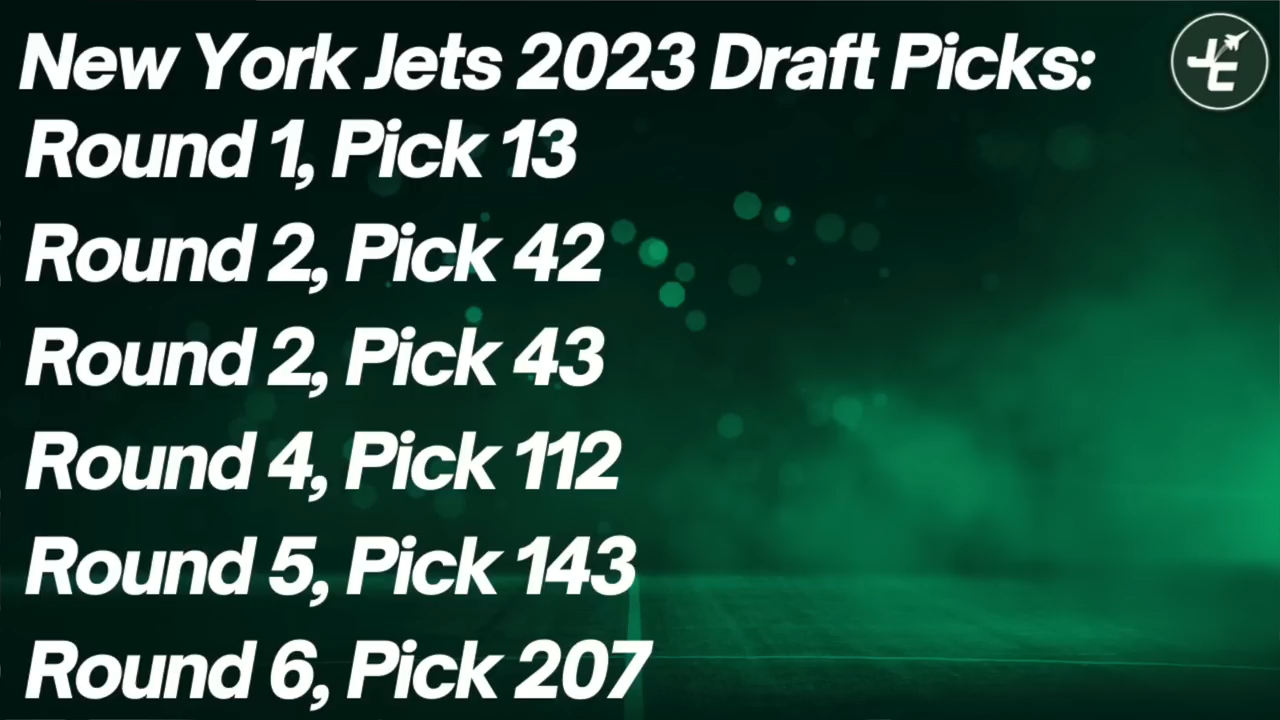 New York Jets 2023 Draft Picks:
JE
Round 1, Pick 13
Round 2, Pick 42
Round 2, Pick 43
Round 4, Pick 112
Round 5, Pick 143
Round 6, Pick 207